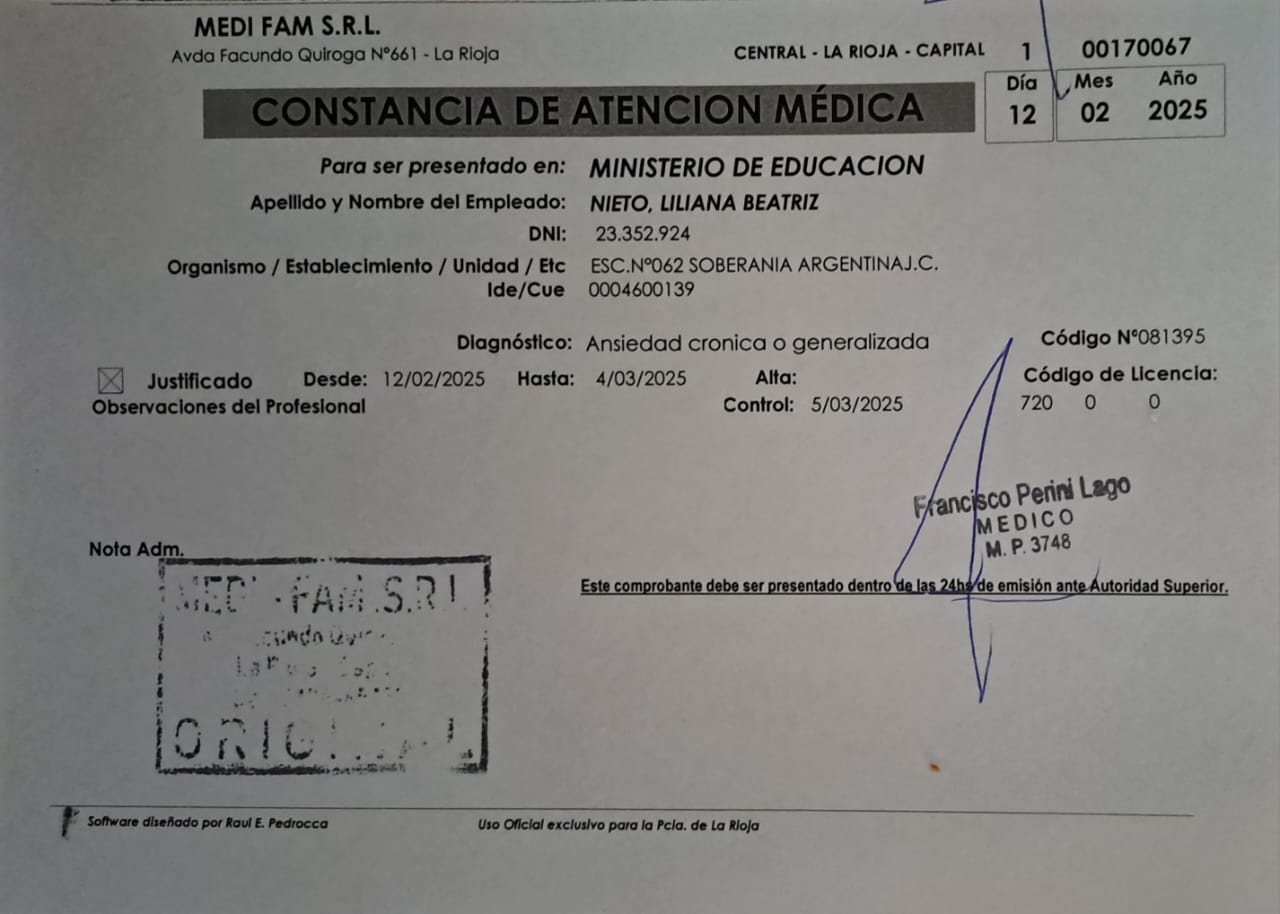 MEDI FAM S.R.L.
Avda Facundo Quiroga Nº661 - La Rioja
CENTRAL - LA RIOJA - CAPITAL 1 00170067
CONSTANCIA DE ATENCION MÉDICA
Día Mes Año
12 02 2025
Para ser presentado en: MINISTERIO DE EDUCACION
Apellido y Nombre del Empleado: NIETO, LILIANA BEATRIZ
DNI: 23.352.924
Organismo / Establecimiento / Unidad / Etc ESC.Nº062 SOBERANIA ARGENTINAJ.C.
Ide/Cue 0004600139
Diagnóstico: Ansiedad cronica o generalizada Código Nº081395
Justificado Desde: 12/02/2025 Hasta: 4/03/2025 Alta: Código de Licencia:
Observaciones del Profesional Control: 5/03/2025 720 0 0
Francisco Perini Lago
MEDICO
M. P. 3748
Nota Adm.
Este comprobante debe ser presentado dentro de las 24hs de emisión ante Autoridad Superior.
MEDI-FAM S.R.L.
ORIGINAL
Software diseñado por Raul E. Pedrocca Uso Oficial exclusivo para la Pcia. de La Rioja